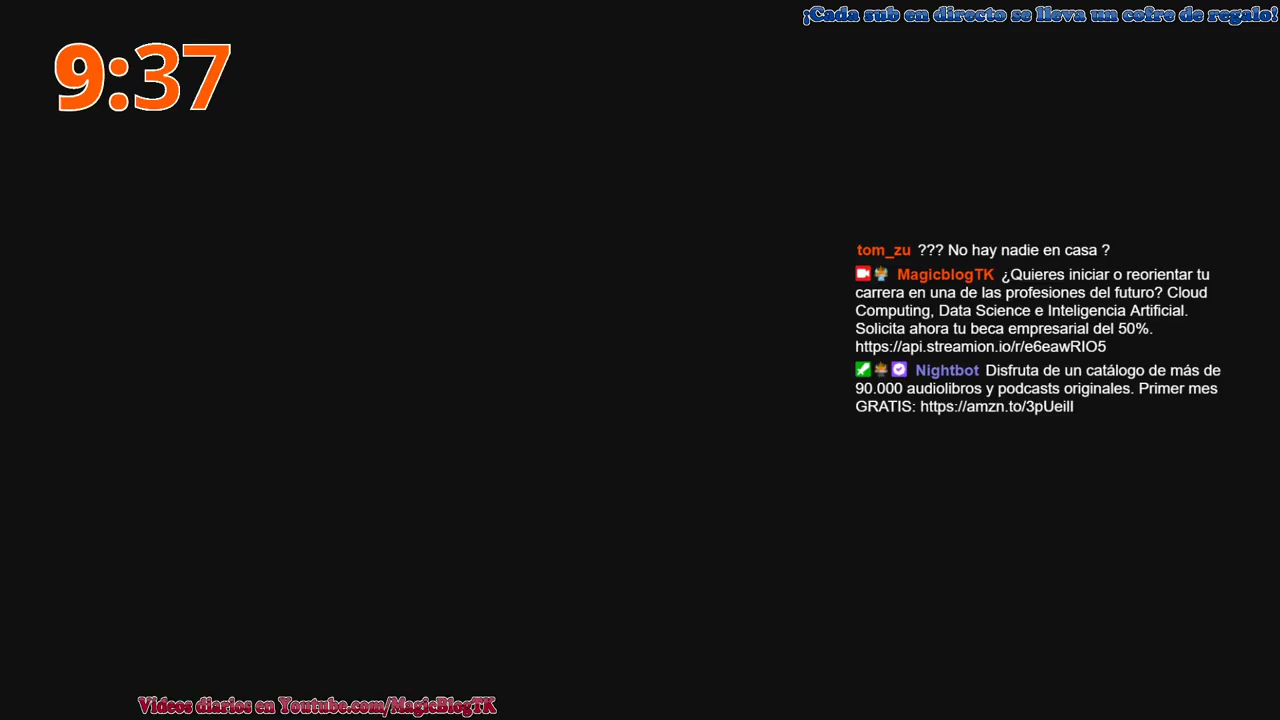 ¡Cada sub en directo se lleva un cofre de regalo!
9:37
tom_zu ??? No hay nadie en casa ?
MagicblogTK ¿Quieres iniciar o reorientar tu
carrera en una de las profesiones del futuro? Cloud
Computing, Data Science e Inteligencia Artificial.
Solicita ahora tu beca empresarial del 50%.
https://api.streamion.io/r/e6eawRIO5
Nightbot Disfruta de un catálogo de más de
90.000 audiolibros y podcasts originales. Primer mes
GRATIS: https://amzn.to/3pUeilI
Videos diarios en Youtube.com/MagicBlogTK